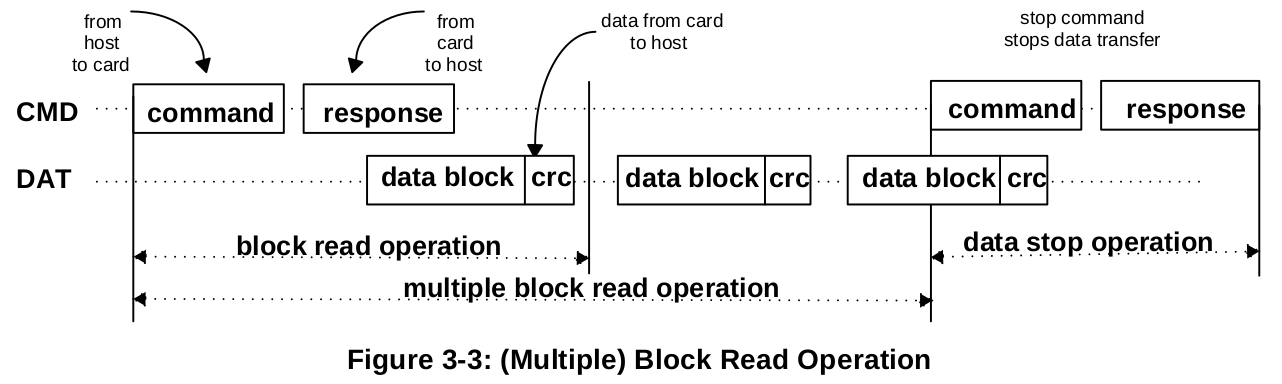 from
host
to card
from
card
to host
data from card
to host
stop command
stops data transfer
CMD
command
response
command
response
DAT
data block
crc
data block
crc
data block
crc
block read operation
data stop operation
multiple block read operation
Figure 3-3: (Multiple) Block Read Operation